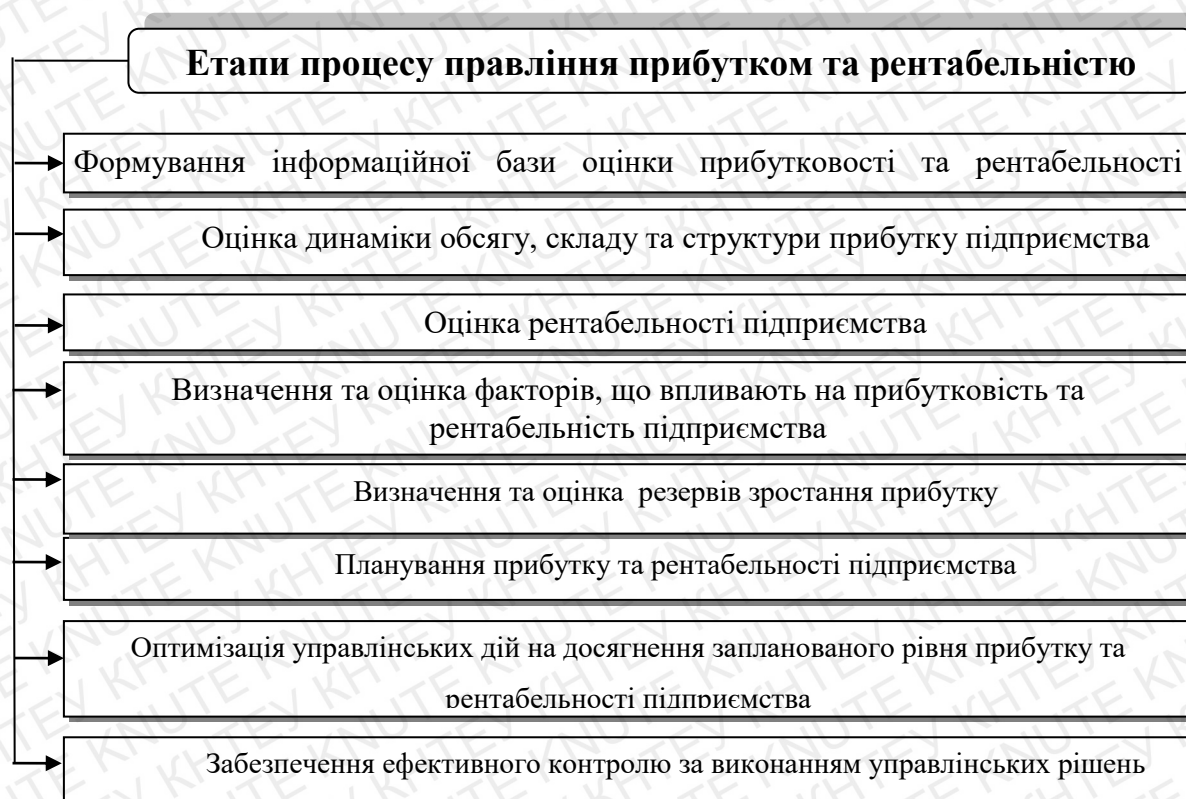 Етапи процесу правління прибутком та рентабельністю
Формування інформаційної бази оцінки прибутковості та рентабельності
Оцінка динаміки обсягу, складу та структури прибутку підприємства
Оцінка рентабельності підприємства
Визначення та оцінка факторів, що впливають на прибутковість та
рентабельність підприємства
Визначення та оцінка резервів зростання прибутку
Планування прибутку та рентабельності підприємства
Оптимізація управлінських дій на досягнення запланованого рівня прибутку та
рентабельності підприємства
Забезпечення ефективного контролю за виконанням управлінських рішень